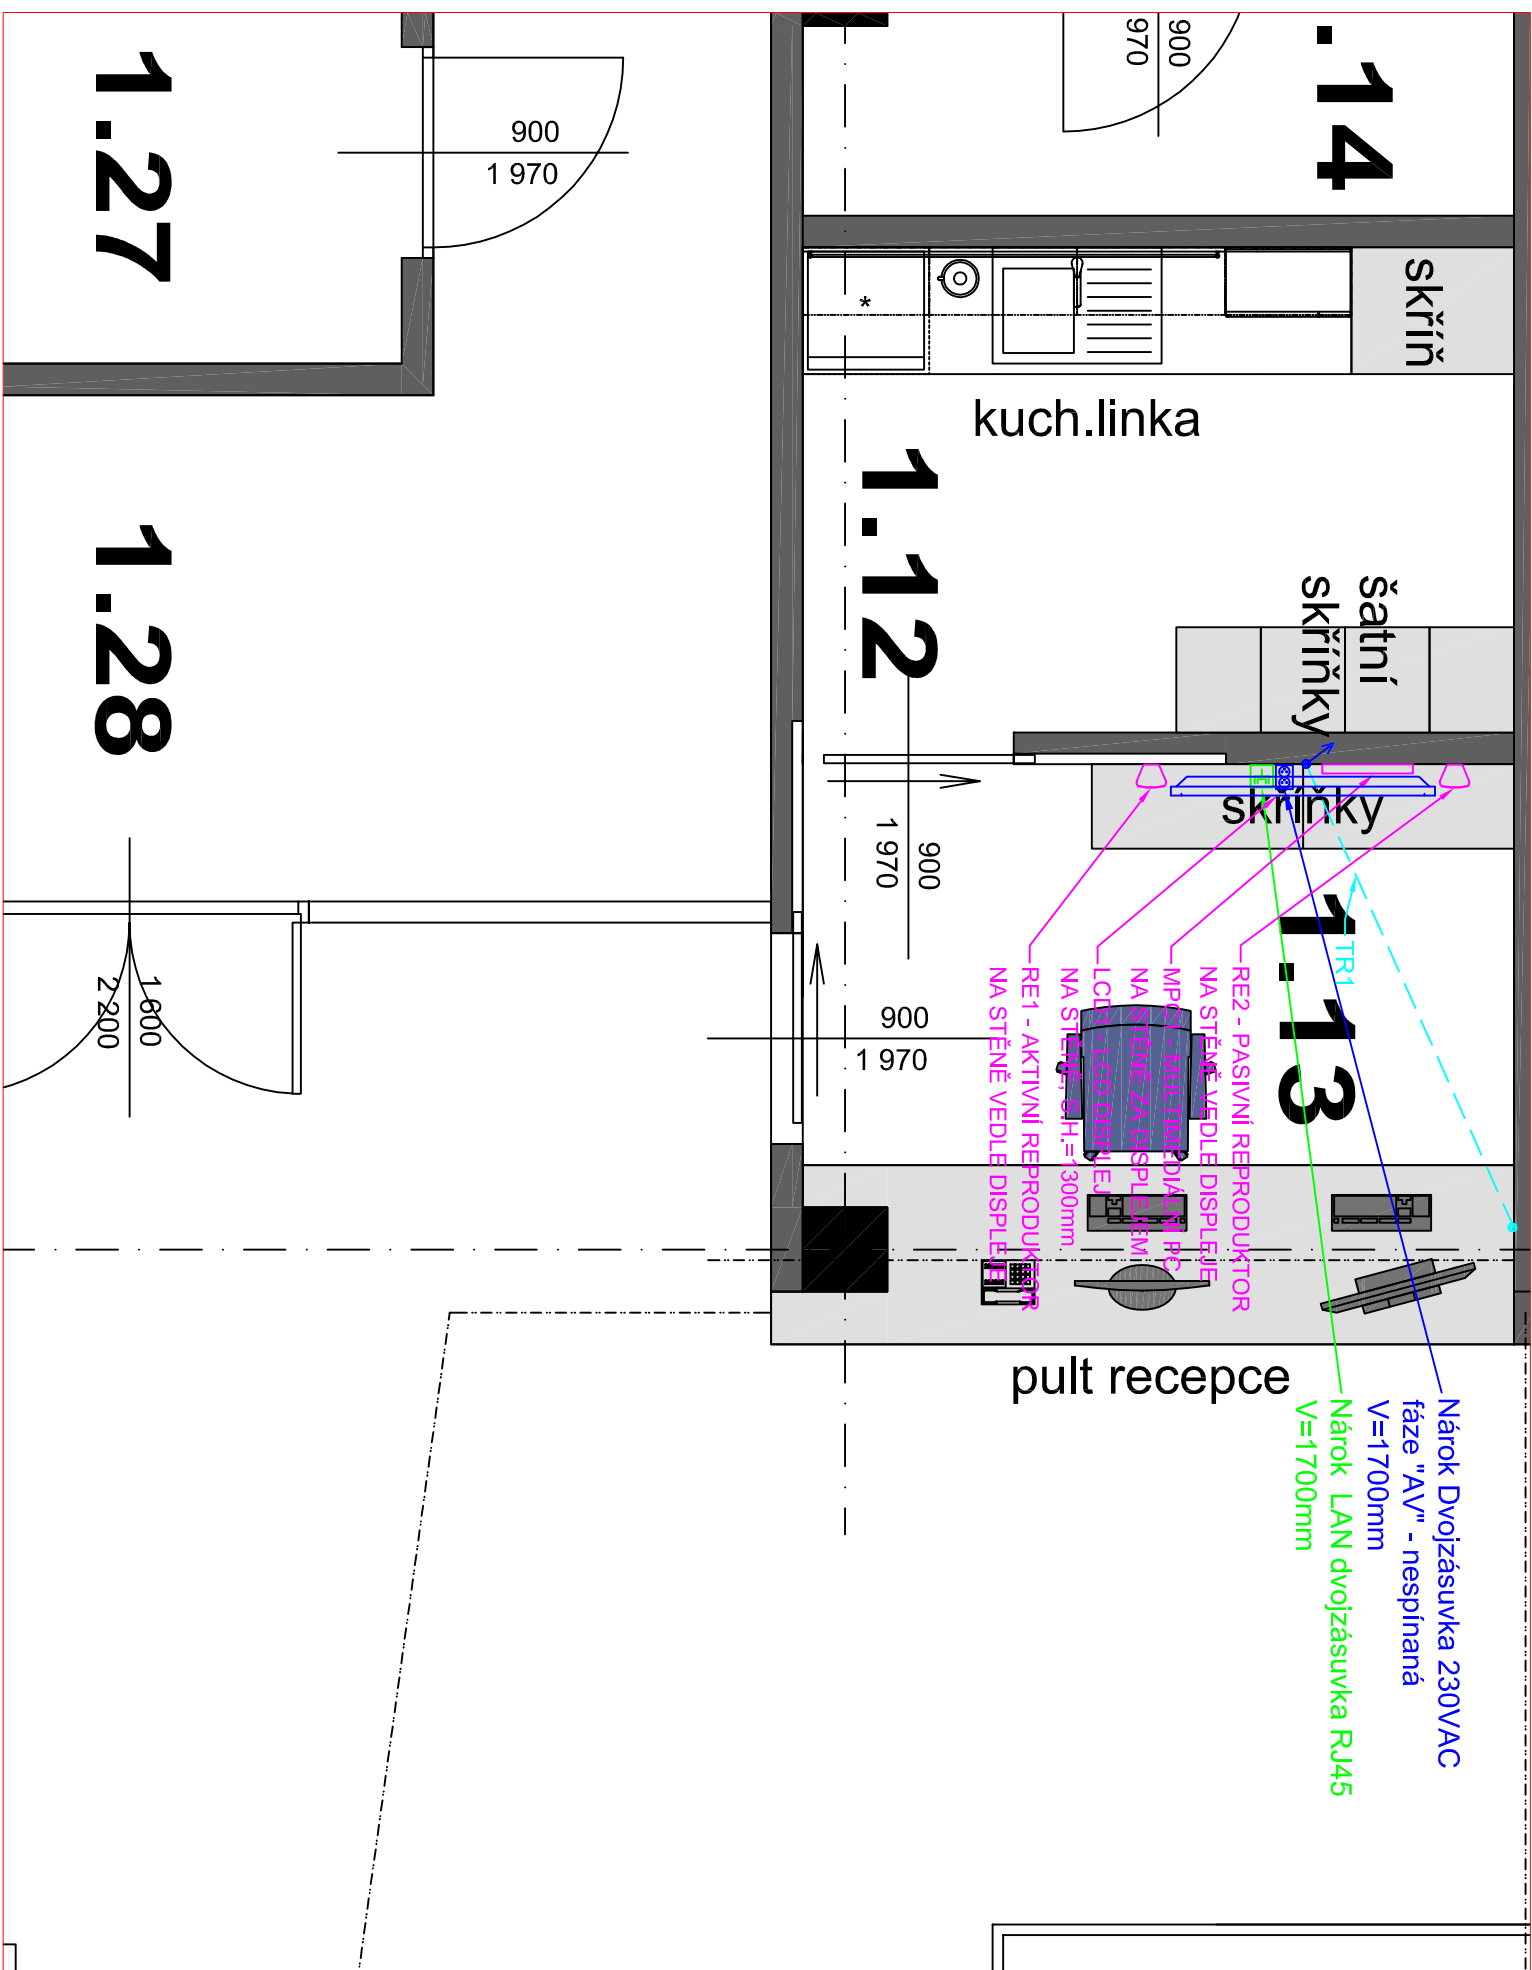 1.27
900
1 970
900
970
.14
skříň
kuch.linka
*
1.12
1.28
šatní
skříňky
skříňky
900
1 970
1.13
TR1
1 600
2 200
900
1 970
RE2 - PASIVNÍ REPRODUKTOR
NA STĚNĚ VEDLE DISPLEJE
MPC1 - MULTIMEDIÁLNÍ PC
NA STĚNĚ ZA DISPLEJEM
LCD1 - LCD DISPLEJ
NA STĚNĚ, S.H.=1300mm
RE1 - AKTIVNÍ REPRODUKTOR
NA STĚNĚ VEDLE DISPLEJE
pult recepce
Nárok Dvojzásuvka 230VAC
fáze "AV" - nespínaná
V=1700mm
Nárok LAN dvojzásuvka RJ45
V=1700mm